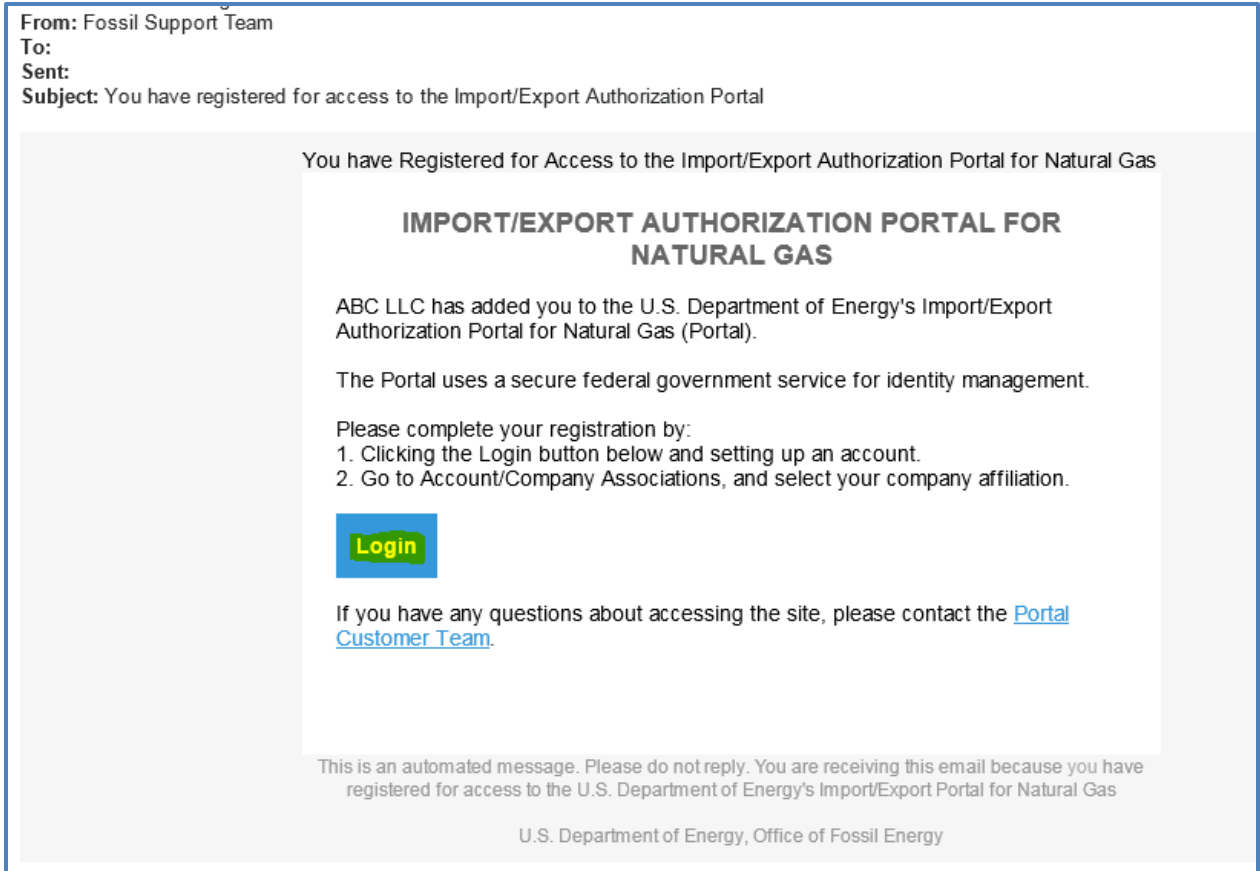 From: Fossil Support Team
To:
Sent:
Subject: You have registered for access to the Import/Export Authorization Portal
You have Registered for Access to the Import/Export Authorization Portal for Natural Gas
IMPORT/EXPORT AUTHORIZATION PORTAL FOR
NATURAL GAS
ABC LLC has added you to the U.S. Department of Energy's Import/Export
Authorization Portal for Natural Gas (Portal).
The Portal uses a secure federal government service for identity management.
Please complete your registration by:
1. Clicking the Login button below and setting up an account.
2. Go to Account/Company Associations, and select your company affiliation.
Login
If you have any questions about accessing the site, please contact the Portal
Customer Team.
This is an automated message. Please do not reply. You are receiving this email because you have
registered for access to the U.S. Department of Energy's Import/Export Portal for Natural Gas
U.S. Department of Energy, Office of Fossil Energy